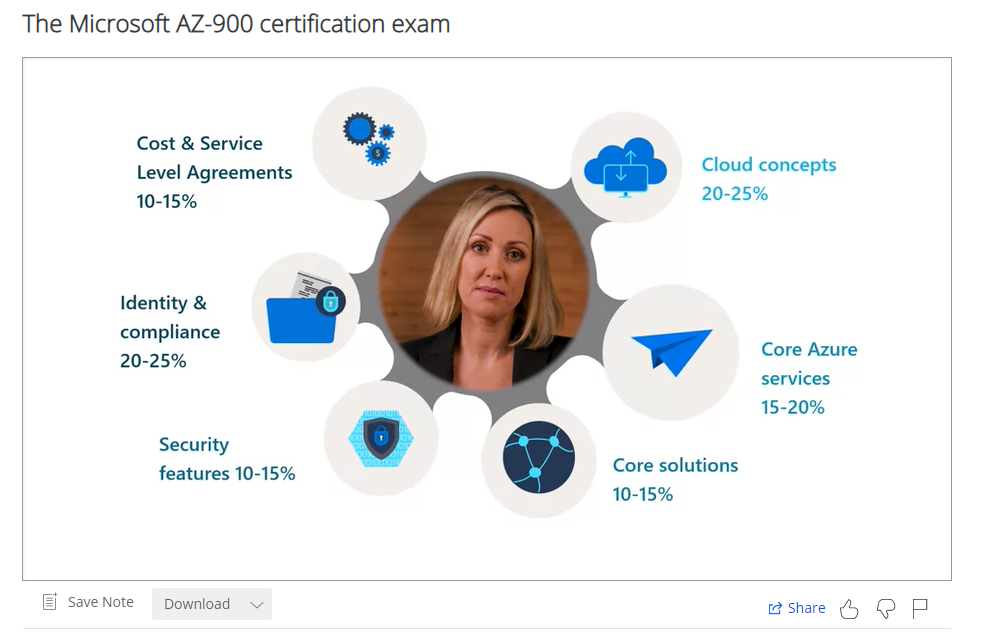 The Microsoft AZ-900 certification exam
Cost & Service
Level Agreements
10-15%
Cloud concepts
20-25%
Identity &
compliance
20-25%
Core Azure
services
15-20%
Security
features 10-15%
Core solutions
10-15%
Save Note
Download
Share